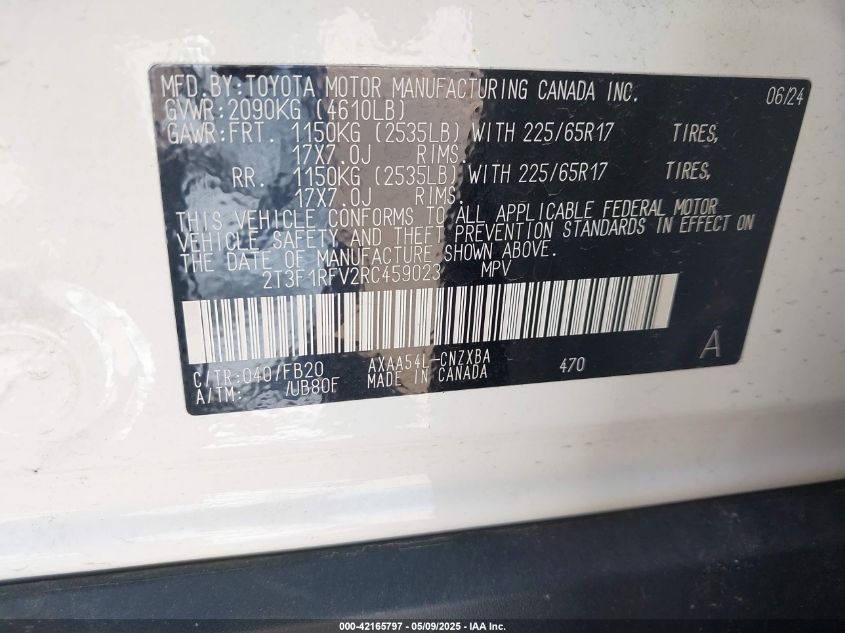 MFD.BY:TOYOTA MOTOR MANUFACTURING CANADA INC. 06/24
GVWR:2090KG (4610LB)
GAWR:FRT. 1150KG (2535LB) WITH 225/65R17 TIRES,
17X7.0J RIMS.
RR. 1150KG (2535LB) WITH 225/65R17 TIRES,
17X7.0J RIMS.
THIS VEHICLE CONFORMS TO ALL APPLICABLE FEDERAL MOTOR
VEHICLE SAFETY AND THEFT PREVENTION STANDARDS IN EFFECT ON
THE DATE OF MANUFACTURE SHOWN ABOVE.
2T3F1RFV2RC459023 MPV
C/TR:040/FB20 AXAA54L-CNZXBA 470 A
A/TM: /UB80F MADE IN CANADA
000-42165797 - 05/09/2025 - IAA Inc.